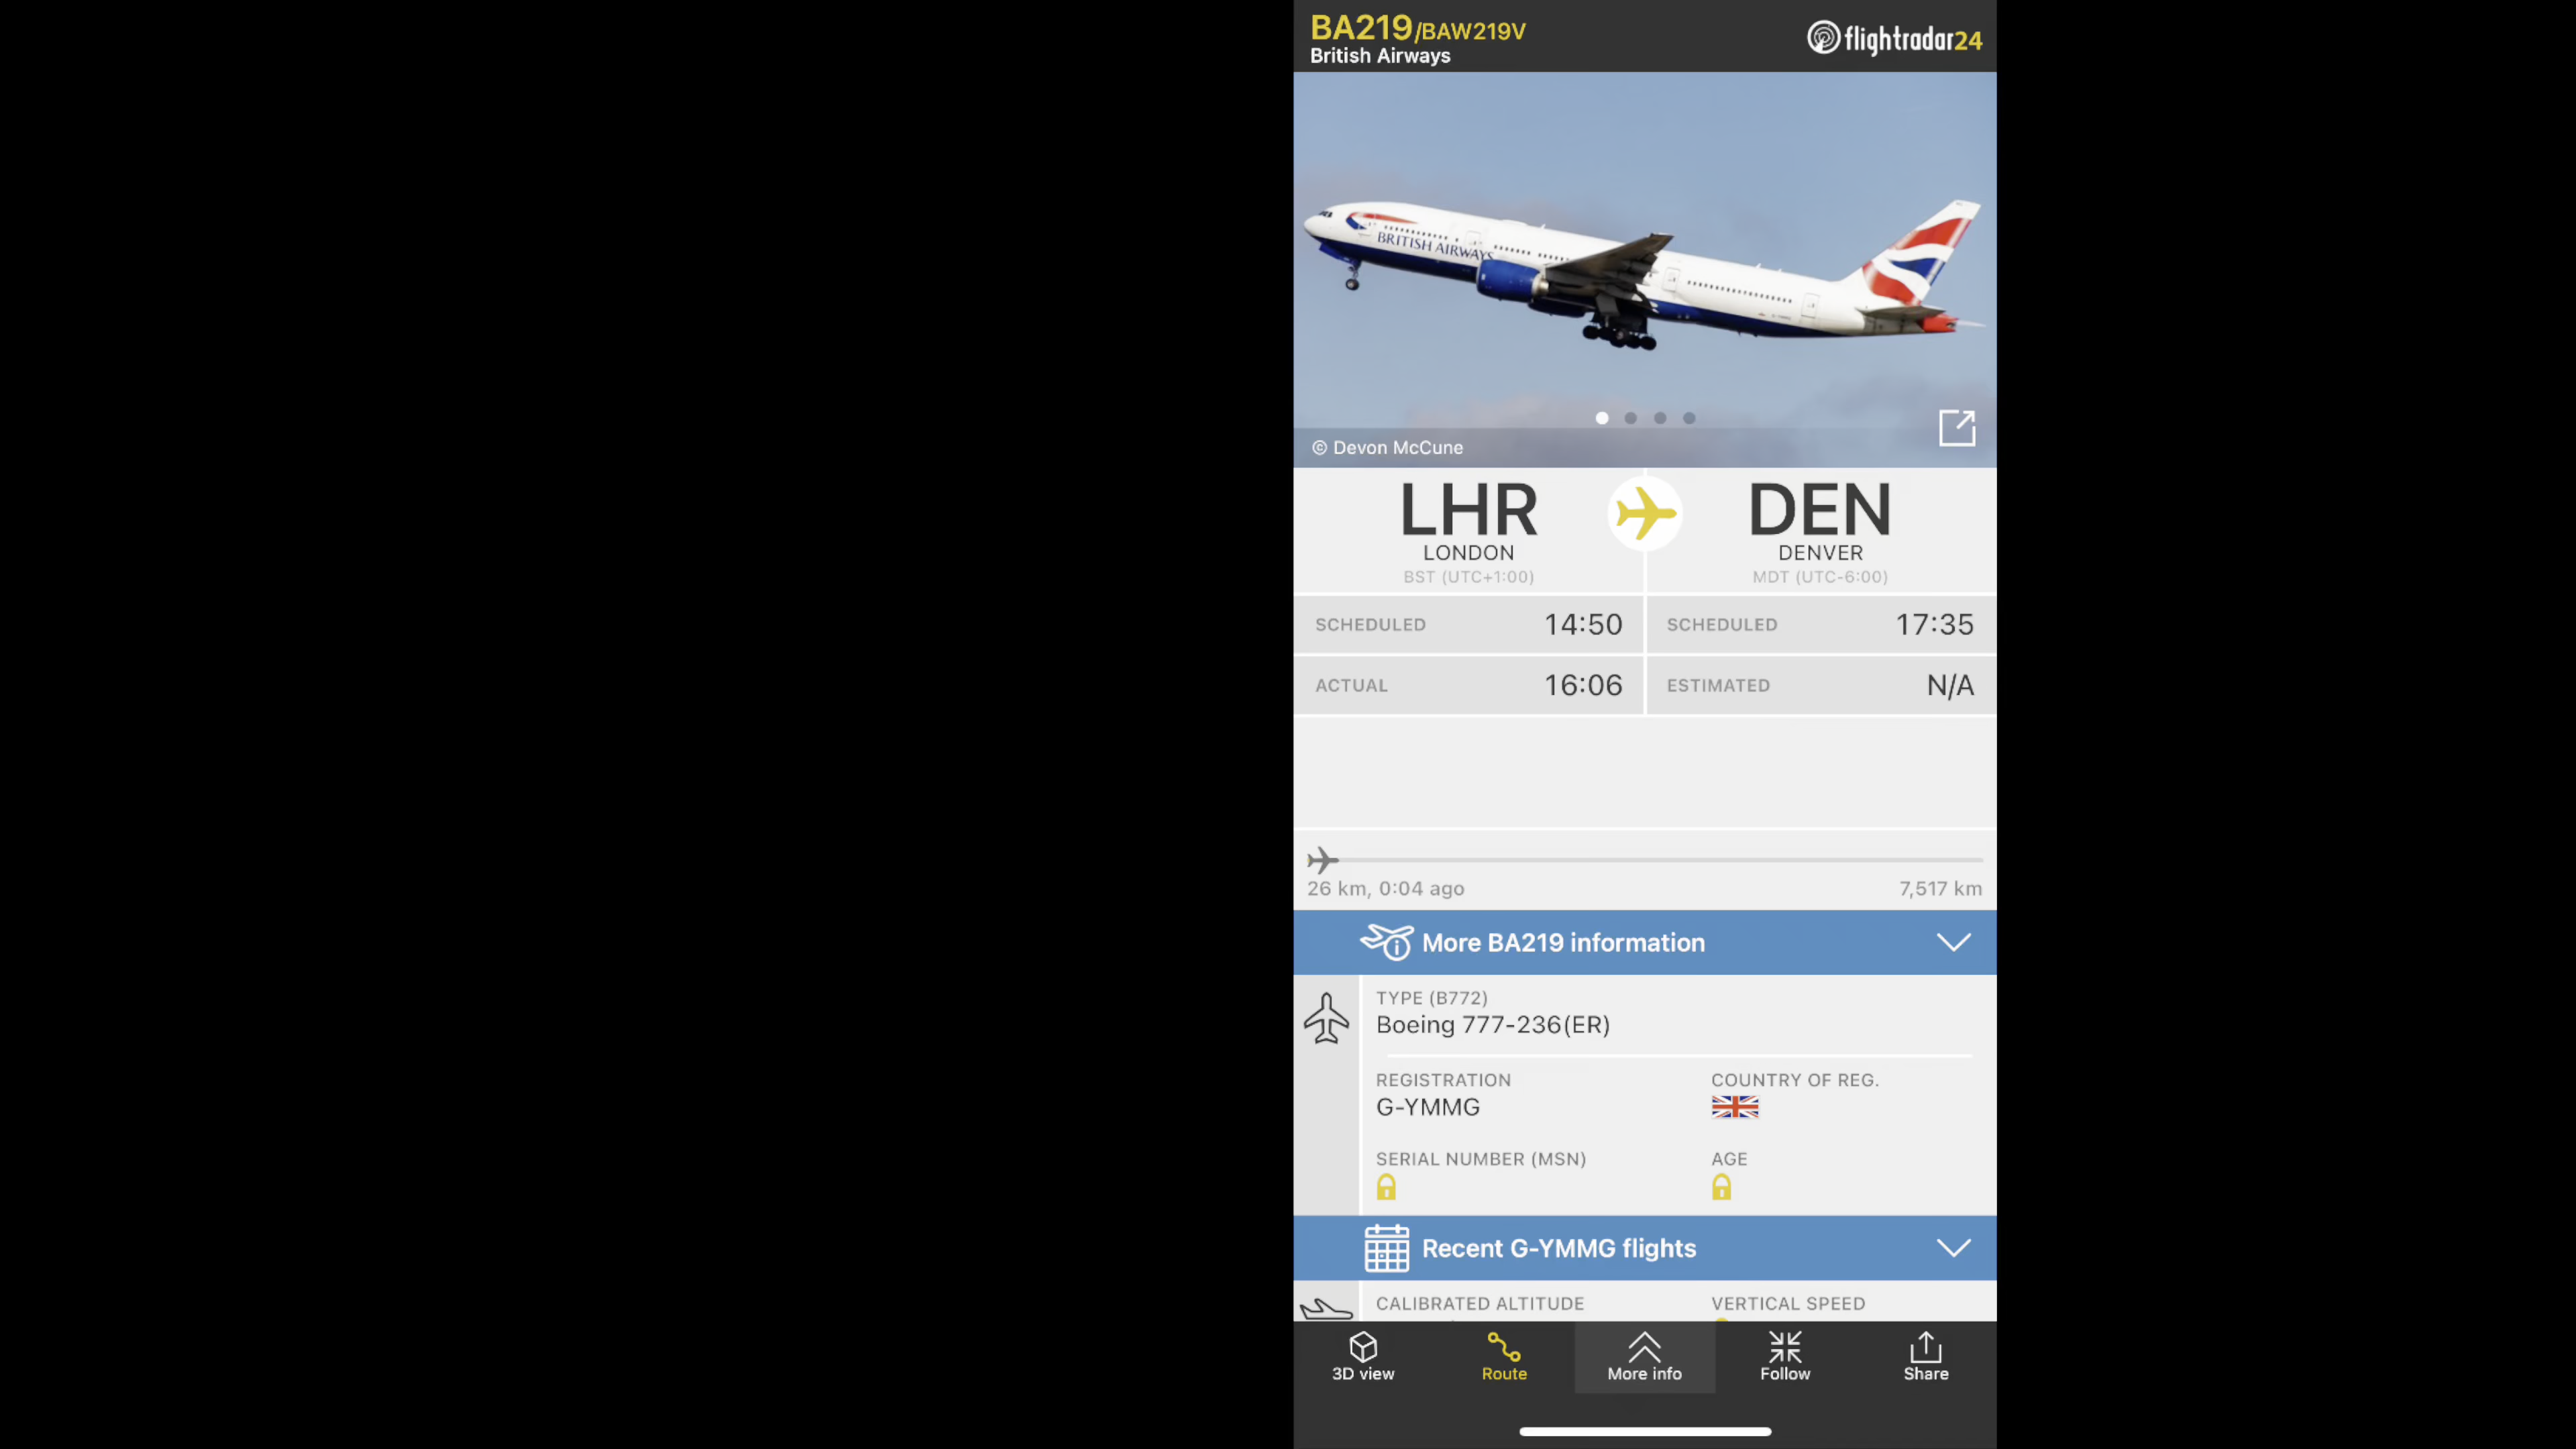 BA219/BAW219V
British Airways
flightradar24
BRITISH AIRWAYS
© Devon McCune
LHR
LONDON
BST (UTC+1:00)
DEN
DENVER
MDT (UTC-6:00)
SCHEDULED 14:50
SCHEDULED 17:35
ACTUAL 16:06
ESTIMATED N/A
26 km, 0:04 ago
7,517 km
More BA219 information
TYPE (B772)
Boeing 777-236(ER)
REGISTRATION
G-YMMG
COUNTRY OF REG.
SERIAL NUMBER (MSN)
AGE
Recent G-YMMG flights
CALIBRATED ALTITUDE
VERTICAL SPEED
3D view
Route
More info
Follow
Share